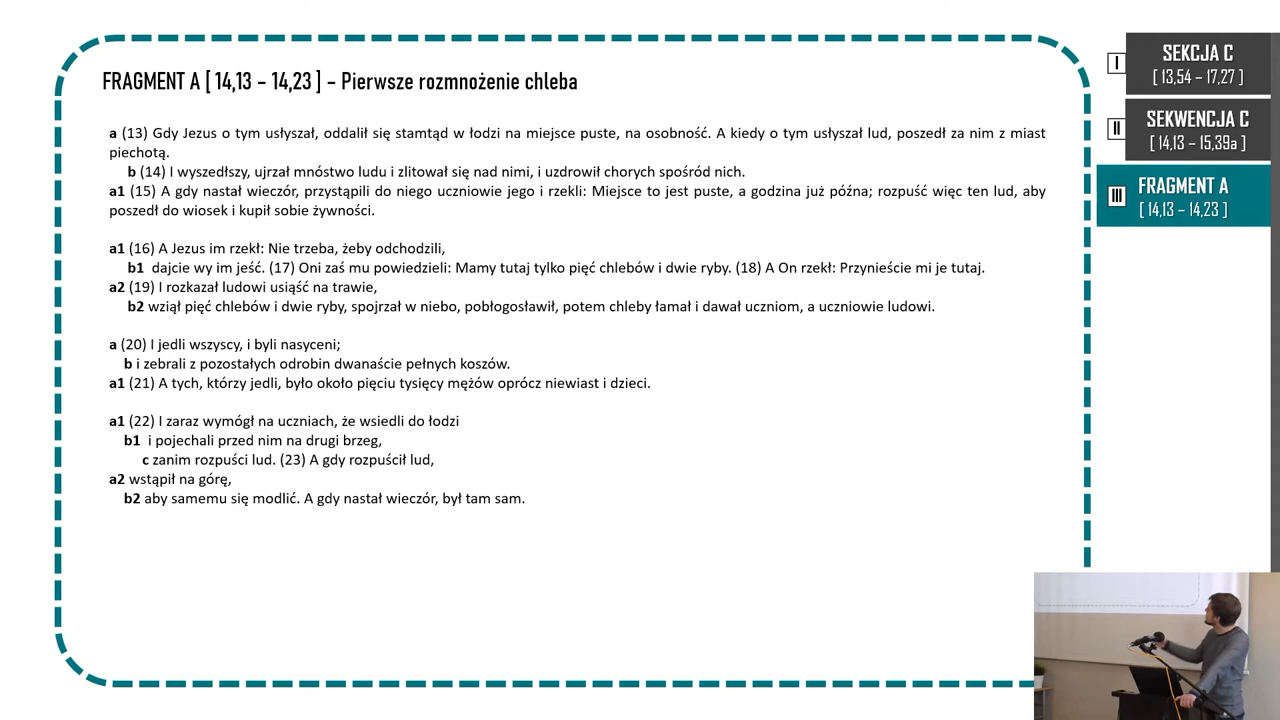 FRAGMENT A [ 14,13 – 14,23 ] – Pierwsze rozmnożenie chleba
a (13) Gdy Jezus o tym usłyszał, oddalił się stamtąd w łodzi na miejsce puste, na osobność. A kiedy o tym usłyszał lud, poszedł za nim z miast
piechotą.
b (14) I wyszedłszy, ujrzał mnóstwo ludu i zlitował się nad nimi, i uzdrowił chorych spośród nich.
a1 (15) A gdy nastał wieczór, przystąpili do niego uczniowie jego i rzekli: Miejsce to jest puste, a godzina już późna; rozpuść więc ten lud, aby
poszedł do wiosek i kupił sobie żywności.
a1 (16) A Jezus im rzekł: Nie trzeba, żeby odchodzili,
b1 dajcie wy im jeść. (17) Oni zaś mu powiedzieli: Mamy tutaj tylko pięć chlebów i dwie ryby. (18) A On rzekł: Przynieście mi je tutaj.
a2 (19) I rozkazał ludowi usiąść na trawie,
b2 wziął pięć chlebów i dwie ryby, spojrzał w niebo, pobłogosławił, potem chleby łamał i dawał uczniom, a uczniowie ludowi.
a (20) I jedli wszyscy, i byli nasyceni;
b i zebrali z pozostałych odrobin dwanaście pełnych koszów.
a1 (21) A tych, którzy jedli, było około pięciu tysięcy mężów oprócz niewiast i dzieci.
a1 (22) I zaraz wymógł na uczniach, że wsiedli do łodzi
b1 i pojechali przed nim na drugi brzeg,
c zanim rozpuści lud. (23) A gdy rozpuścił lud,
a2 wstąpił na górę,
b2 aby samemu się modlić. A gdy nastał wieczór, był tam sam.
I
SEKCJA C
[ 13,54 – 17,27 ]
II
SEKWENCJA C
[ 14,13 – 15,39a ]
III
FRAGMENT A
[ 14,13 – 14,23 ]